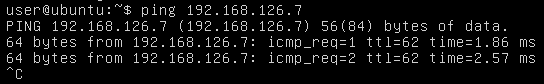 user@ubuntu:~$ ping 192.168.126.7
PING 192.168.126.7 (192.168.126.7) 56(84) bytes of data.
64 bytes from 192.168.126.7: icmp_req=1 ttl=62 time=1.86 ms
64 bytes from 192.168.126.7: icmp_req=2 ttl=62 time=2.57 ms
^C